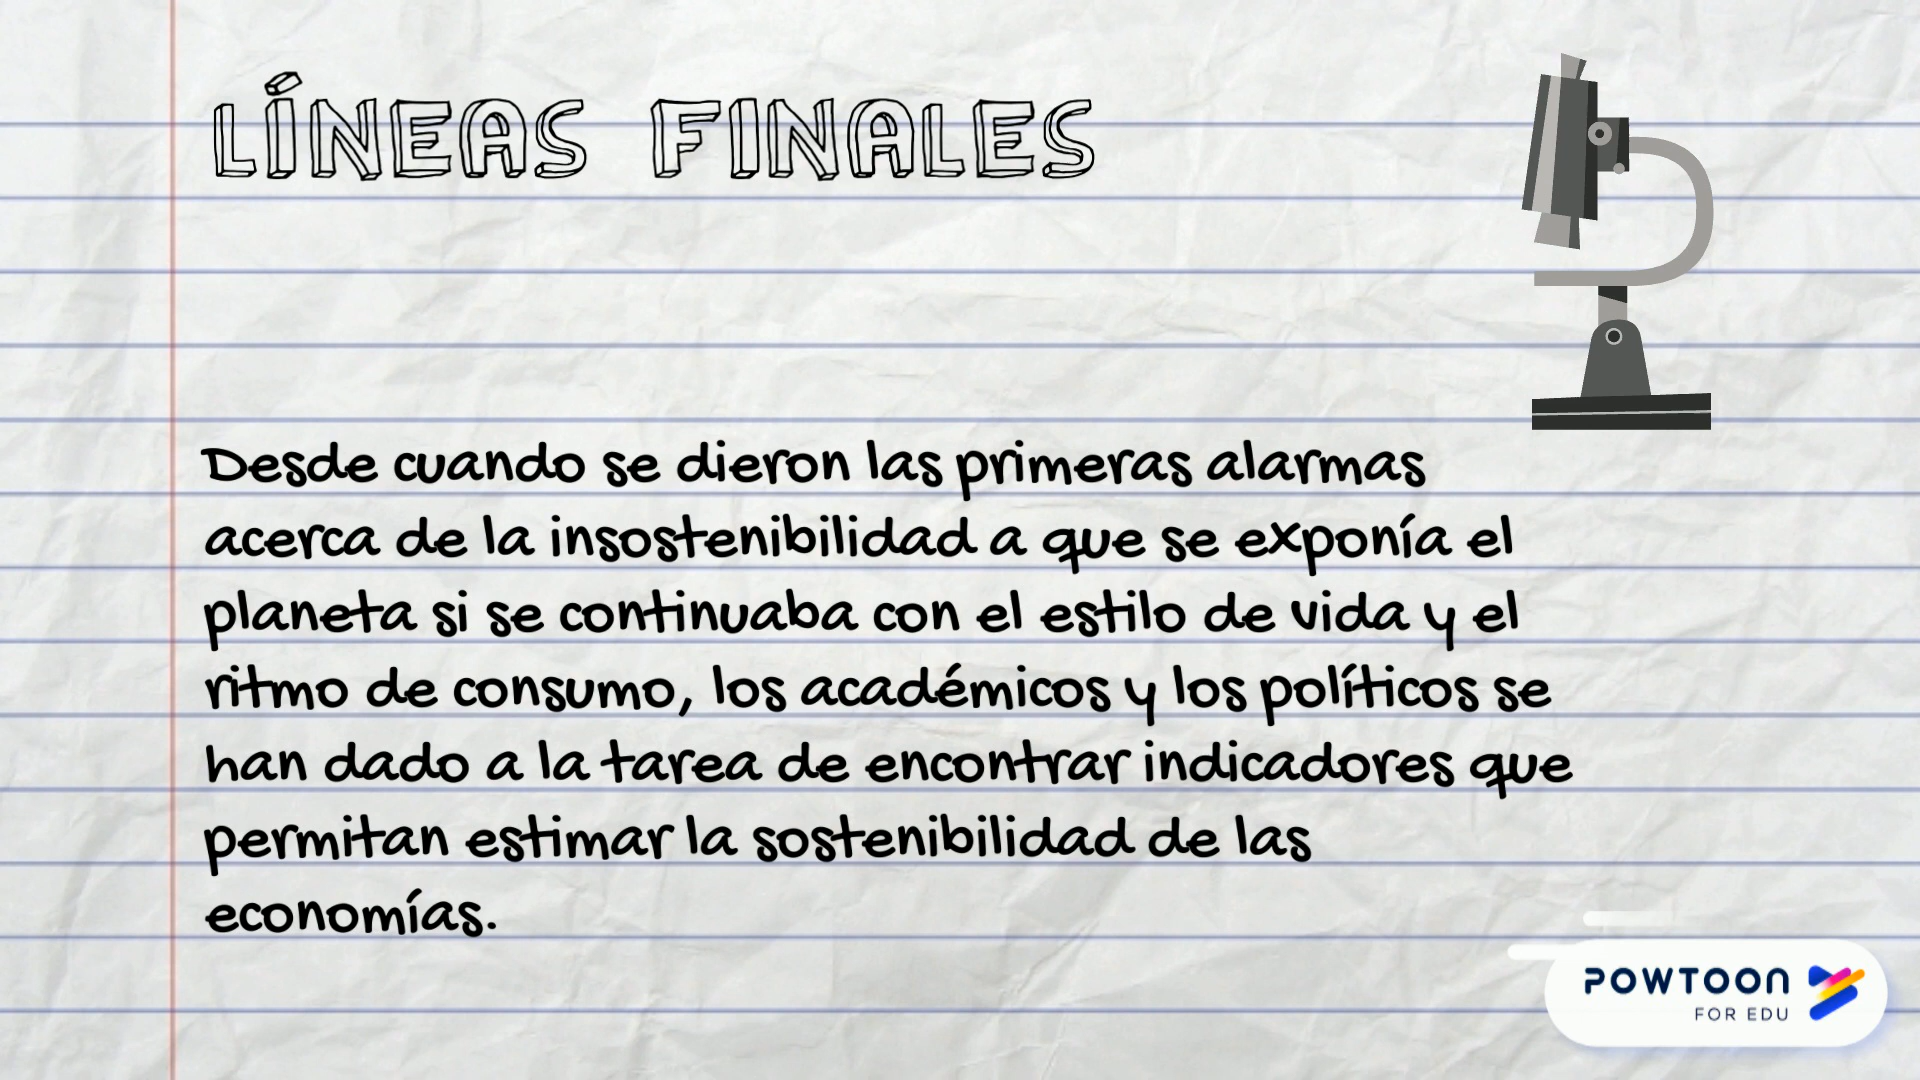 LÍNEAS FINALES
Desde cuando se dieron las primeras alarmas
acerca de la insostenibilidad a que se exponía el
planeta si se continuaba con el estilo de vida y el
ritmo de consumo, los académicos y los políticos se
han dado a la tarea de encontrar indicadores que
permitan estimar la sostenibilidad de las
economías.
POWTOON
FOR EDU